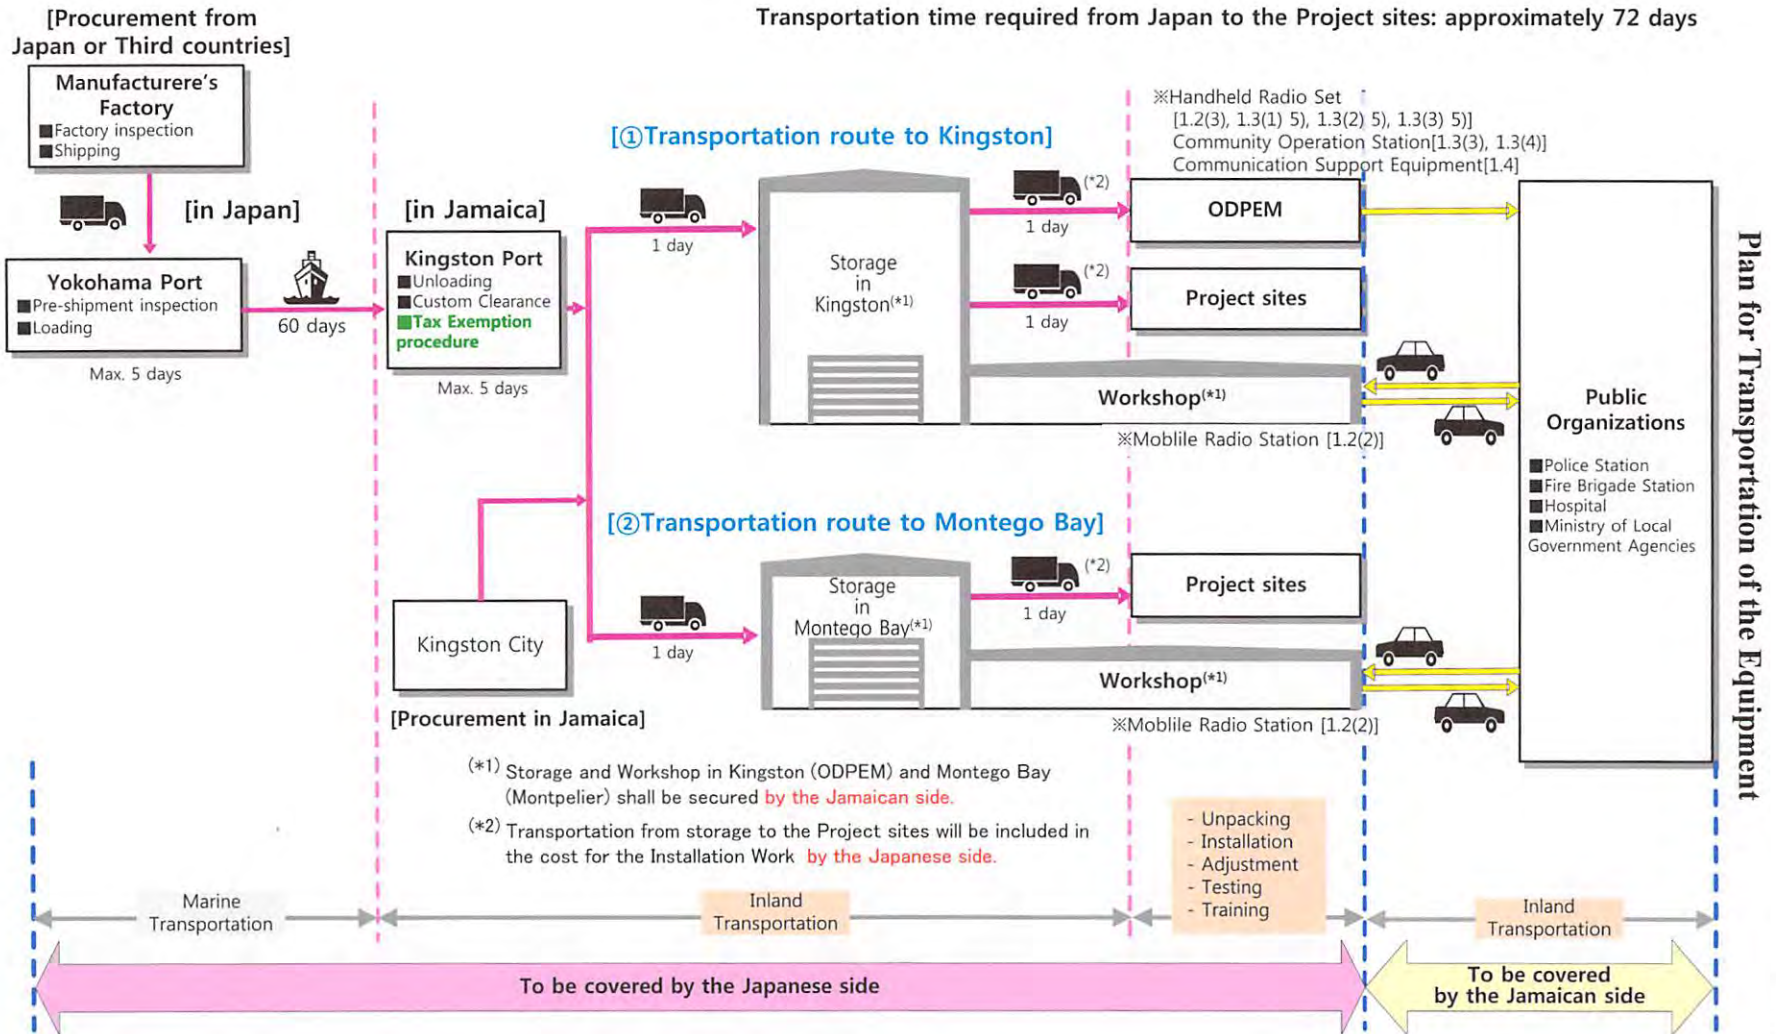 [Procurement from
Japan or Third countries]
Transportation time required from Japan to the Project sites: approximately 72 days
Manufacturere's
Factory
■Factory inspection
■Shipping
[in Japan]
Yokohama Port
■Pre-shipment inspection
■Loading
Max. 5 days
60 days
[in Jamaica]
Kingston Port
■Unloading
■Custom Clearance
■Tax Exemption
procedure
Max. 5 days
[①Transportation route to Kingston]
1 day
Storage
in
Kingston(*1)
(*2)
1 day
(*2)
1 day
※Handheld Radio Set
[1.2(3), 1.3(1) 5), 1.3(2) 5), 1.3(3) 5)]
Community Operation Station[1.3(3), 1.3(4)]
Communication Support Equipment[1.4]
ODPEM
Project sites
Workshop(*1)
※Moblile Radio Station [1.2(2)]
[②Transportation route to Montego Bay]
1 day
Storage
in
Montego Bay(*1)
(*2)
1 day
Project sites
Workshop(*1)
※Moblile Radio Station [1.2(2)]
Kingston City
[Procurement in Jamaica]
Public
Organizations
■Police Station
■Fire Brigade Station
■Hospital
■Ministry of Local
Government Agencies
Plan for Transportation of the Equipment
(*1) Storage and Workshop in Kingston (ODPEM) and Montego Bay
(Montpelier) shall be secured by the Jamaican side.
(*2) Transportation from storage to the Project sites will be included in
the cost for the Installation Work by the Japanese side.
- Unpacking
- Installation
- Adjustment
- Testing
- Training
Marine
Transportation
Inland
Transportation
Inland
Transportation
To be covered by the Japanese side
To be covered
by the Jamaican side